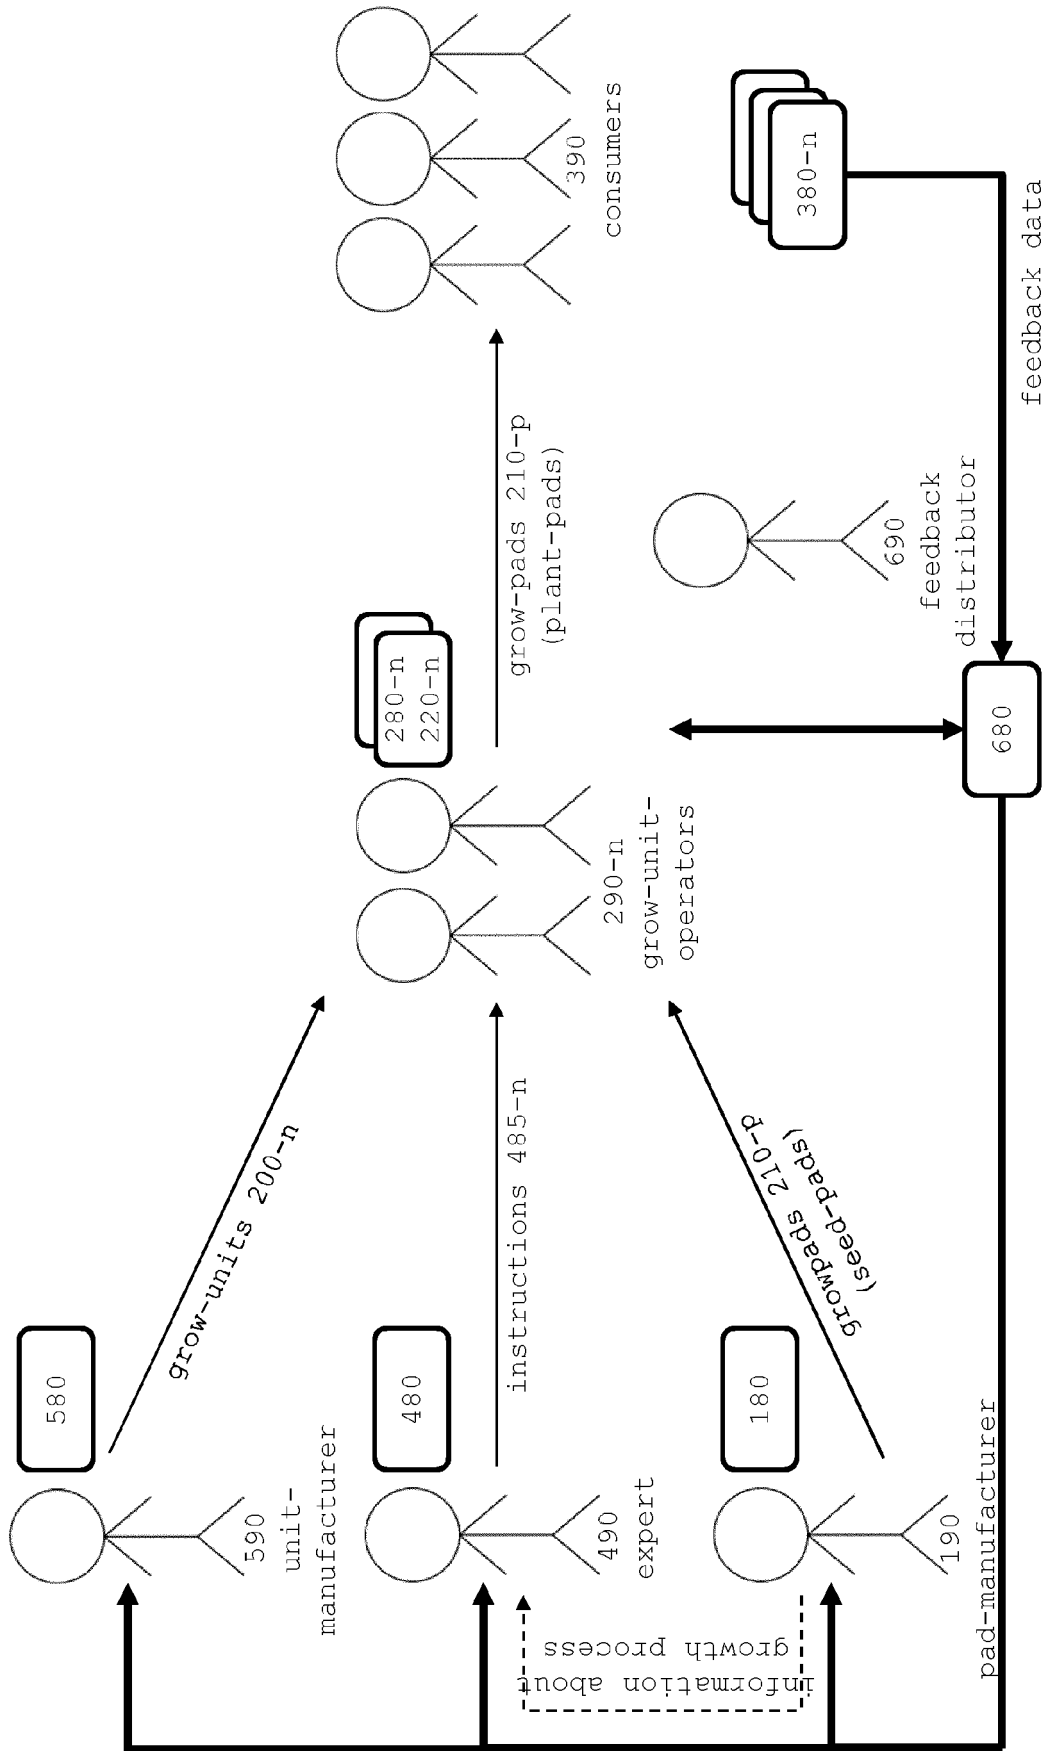 580
590
unit-
manufacturer
grow-units 200-n
480
490
expert
instructions 485-n
180
190
pad-manufacturer
growpads 210-p
(seed-pads)
information about
growth process
280-n
220-n
290-n
grow-unit-
operators
grow-pads 210-p
(plant-pads)
390
consumers
380-n
feedback data
690
feedback
distributor
680